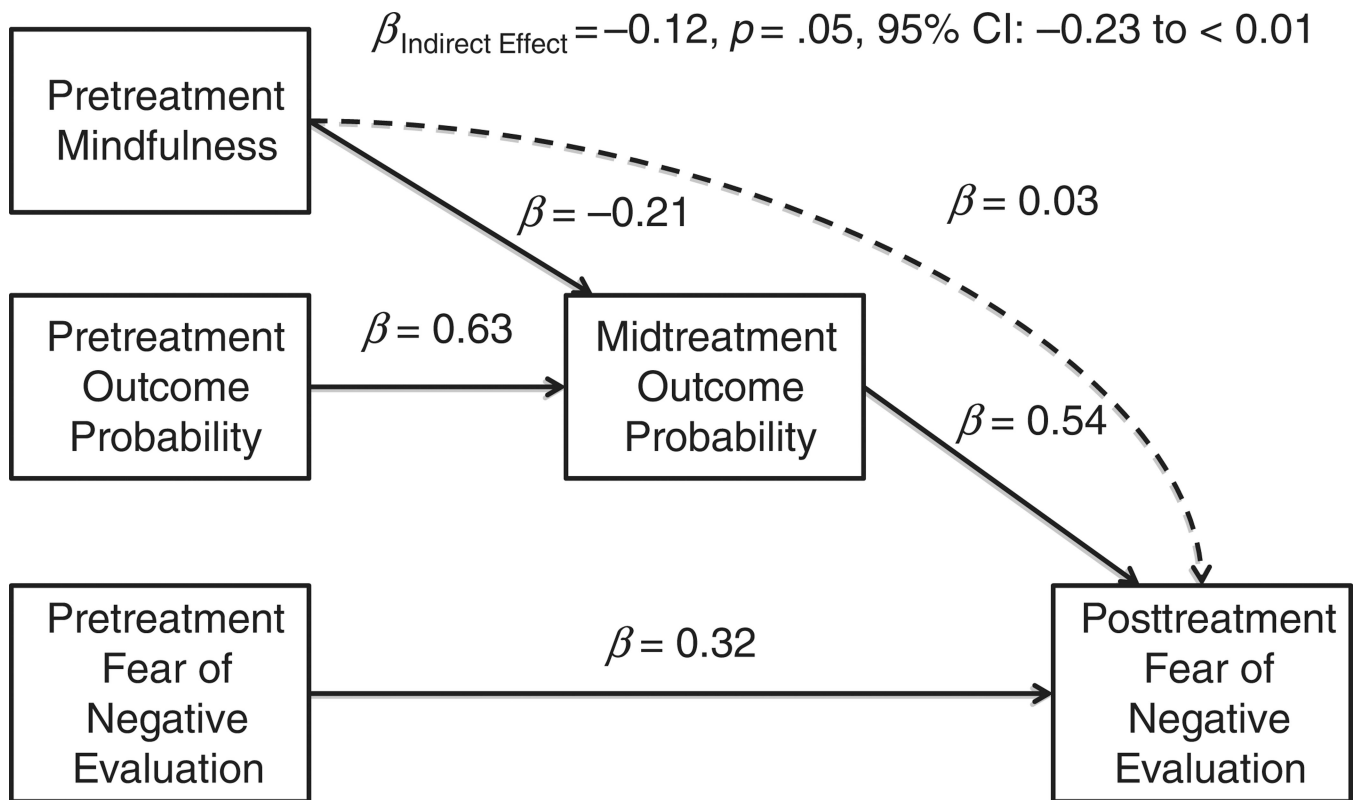 βIndirect Effect = –0.12, p = .05, 95% CI: –0.23 to < 0.01
Pretreatment
Mindfulness
β = –0.21
β = 0.03
Pretreatment
Outcome
Probability
β = 0.63
Midtreatment
Outcome
Probability
β = 0.54
Pretreatment
Fear of
Negative
Evaluation
β = 0.32
Posttreatment
Fear of
Negative
Evaluation